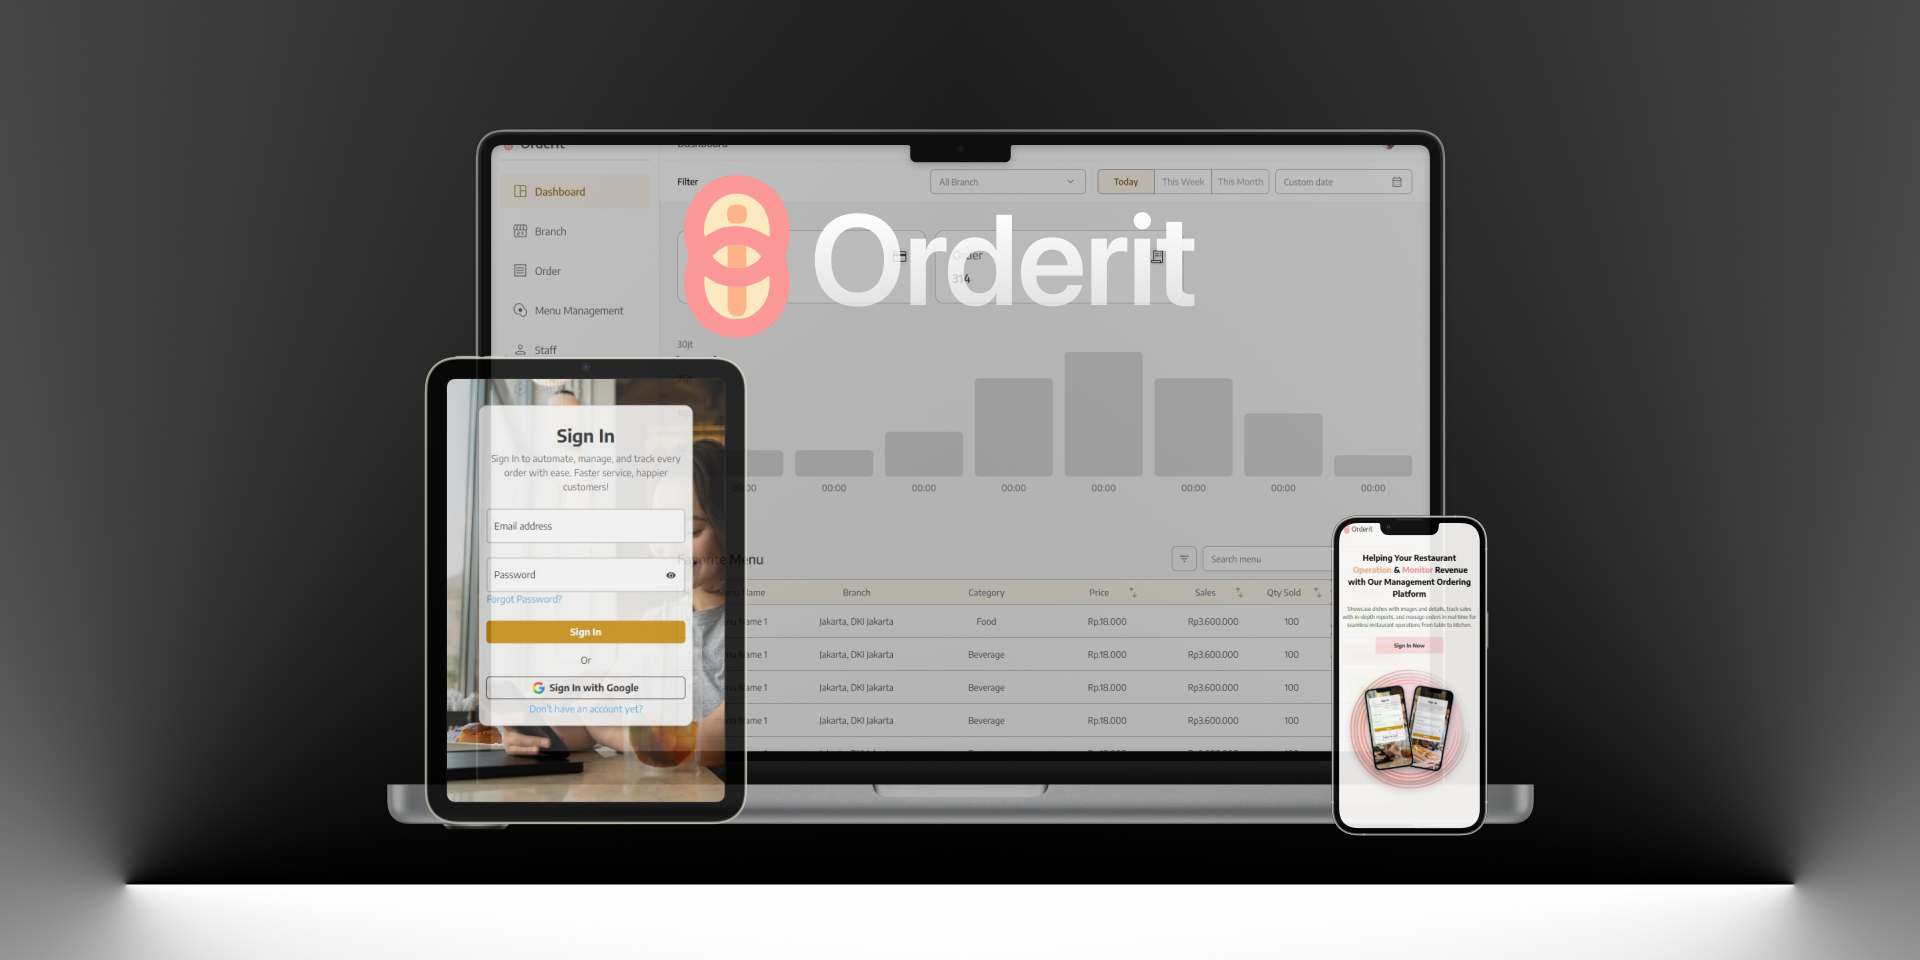 Orderit
Dashboard
Dashboard
Branch
Order
Menu Management
Staff
Filter
All Branch
Today
This Week
This Month
Custom date
Orderit
Order
314
30jt
00:00
00:00
00:00
00:00
00:00
00:00
00:00
00:00
Favorite Menu
Search menu
Name
Branch
Category
Price
Sales
Qty Sold
Name 1
Jakarta, DKI Jakarta
Food
Rp.18.000
Rp3.600.000
100
Name 1
Jakarta, DKI Jakarta
Beverage
Rp.18.000
Rp3.600.000
100
Name 1
Jakarta, DKI Jakarta
Beverage
Rp.18.000
Rp3.600.000
100
Name 1
Jakarta, DKI Jakarta
Beverage
Rp.18.000
Rp3.600.000
100
Sign In
Sign In to automate, manage, and track every
order with ease. Faster service, happier
customers!
Email address
Password
Forgot Password?
Sign In
Or
Sign In with Google
Don't have an account yet?
Orderit
Helping Your Restaurant
Operation & Monitor Revenue
with Our Management Ordering
Platform
Showcase dishes with images and details, track sales
with in-depth reports, and manage orders in real time for
seamless restaurant operations from table to kitchen.
Sign In Now